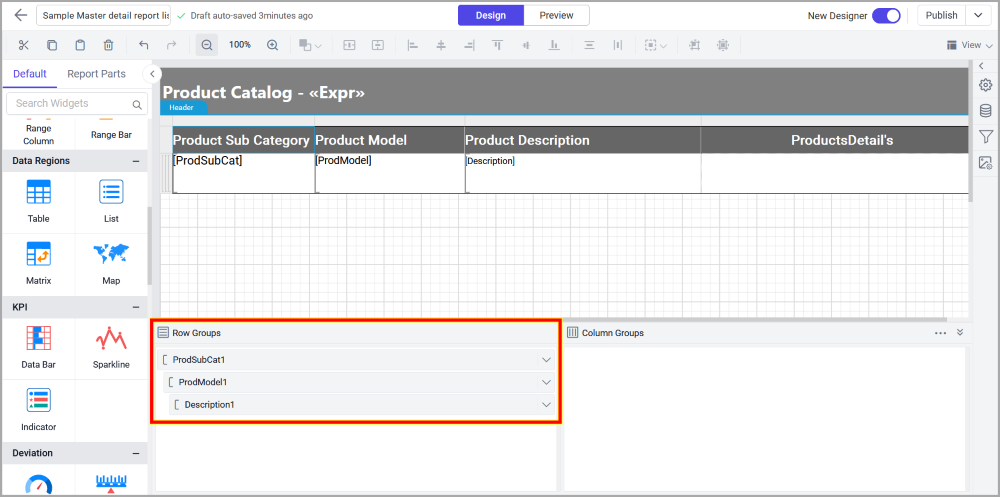 Sample Master detail report lis
Draft auto-saved 3minutes ago
Design
Preview
New Designer
Publish
100%
View
Default
Report Parts
Search Widgets
Range Column
Range Bar
Data Regions
Table
List
Matrix
Map
KPI
Data Bar
Sparkline
Indicator
Deviation
Product Catalog - «Expr»
Header
Product Sub Category
Product Model
Product Description
ProductsDetail's
[ProdSubCat]
[ProdModel]
[Description]
Row Groups
ProdSubCat1
ProdModel1
Description1
Column Groups